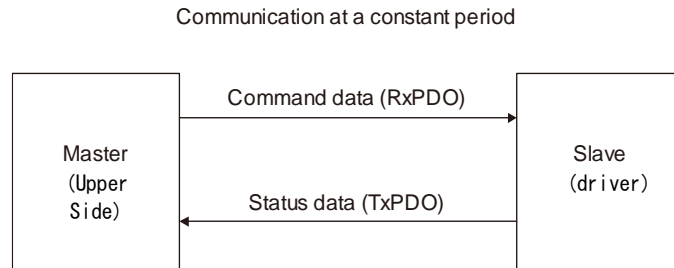 Communication at a constant period
Command data (RxPDO)
Master
(Upper
Side)
Slave
(driver)
Status data (TxPDO)